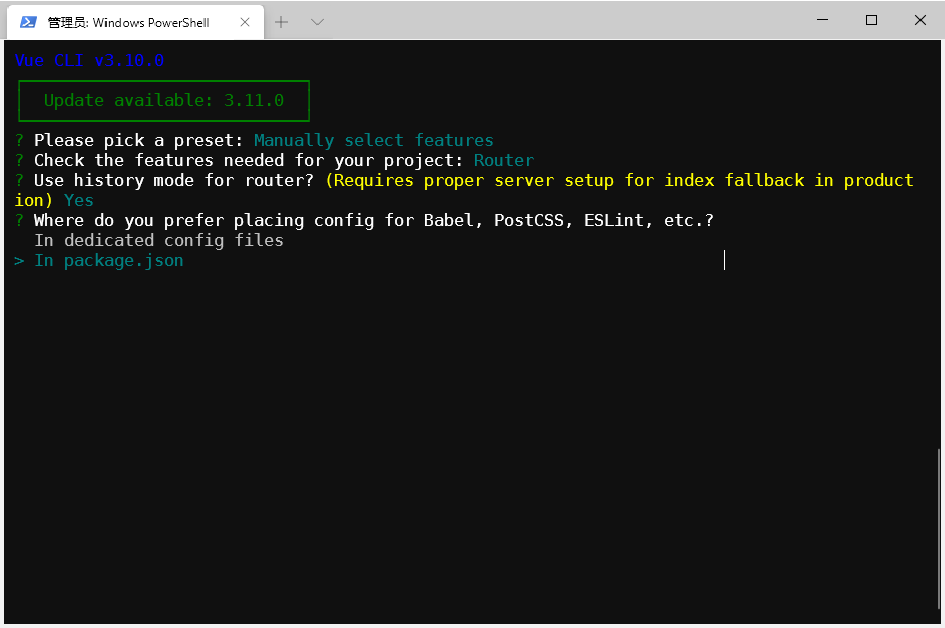 管理员: Windows PowerShell
Vue CLI v3.10.0
Update available: 3.11.0
? Please pick a preset: Manually select features
? Check the features needed for your project: Router
? Use history mode for router? (Requires proper server setup for index fallback in product
ion) Yes
? Where do you prefer placing config for Babel, PostCSS, ESLint, etc.?
In dedicated config files
> In package.json